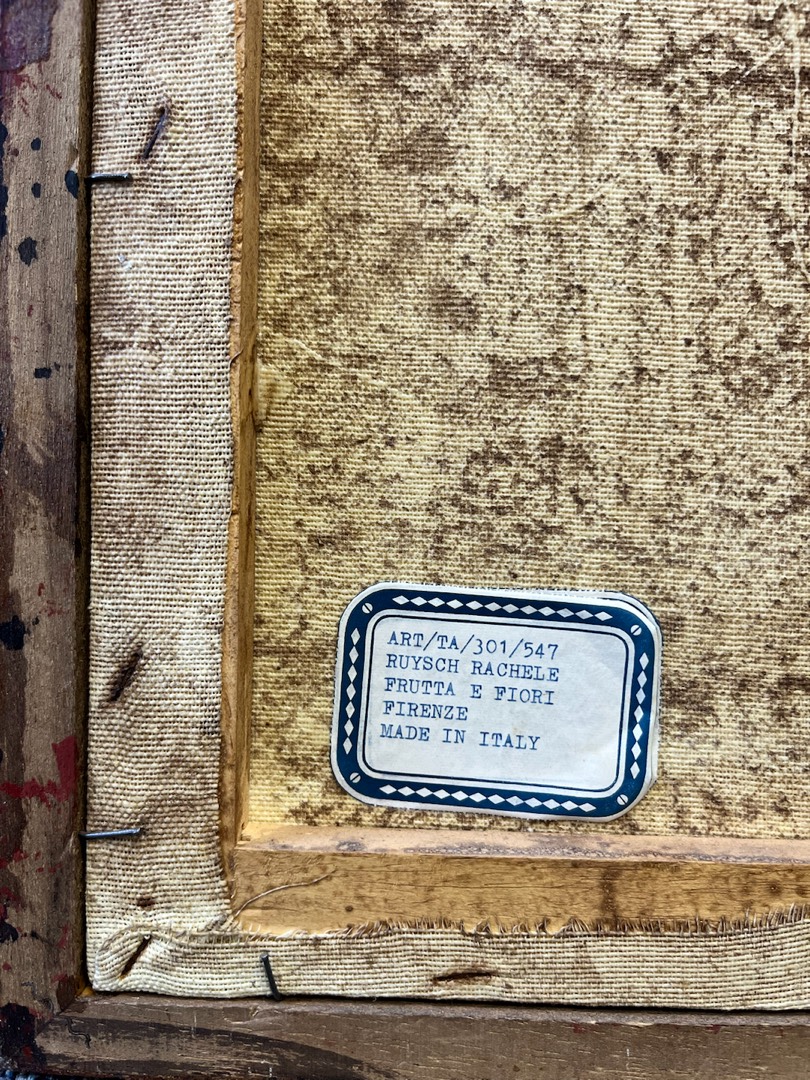 ART/TA/301/547
RUYSCH RACHELE
FRUTTA E FIORI
FIRENZE
MADE IN ITALY